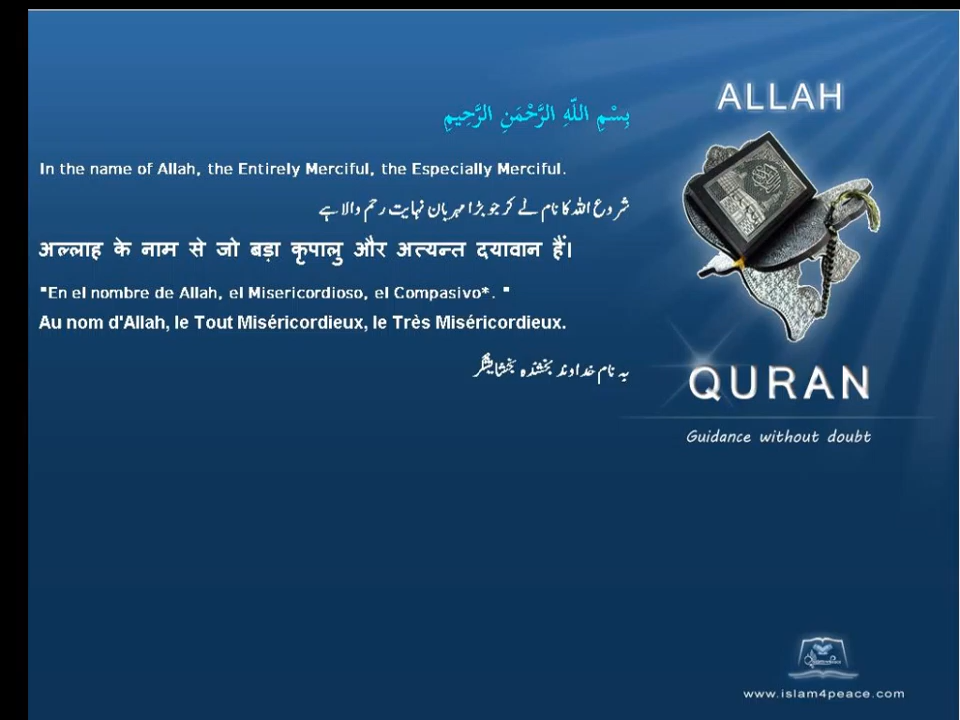 بِسْمِ اللَّهِ الرَّحْمَنِ الرَّحِيمِ
In the name of Allah, the Entirely Merciful, the Especially Merciful.
شروع الله کا نام لے کر جو بڑا مہربان نہایت رحم والا ہے
अल्लाह के नाम से जो बड़ा कृपालु और अत्यन्त दयावान हैं।
"En el nombre de Allah, el Misericordioso, el Compasivo*. "
Au nom d'Allah, le Tout Miséricordieux, le Très Miséricordieux.
به نام خداوند بخشنده بخشایشگر
ALLAH
QURAN
Guidance without doubt
www.islam4peace.com